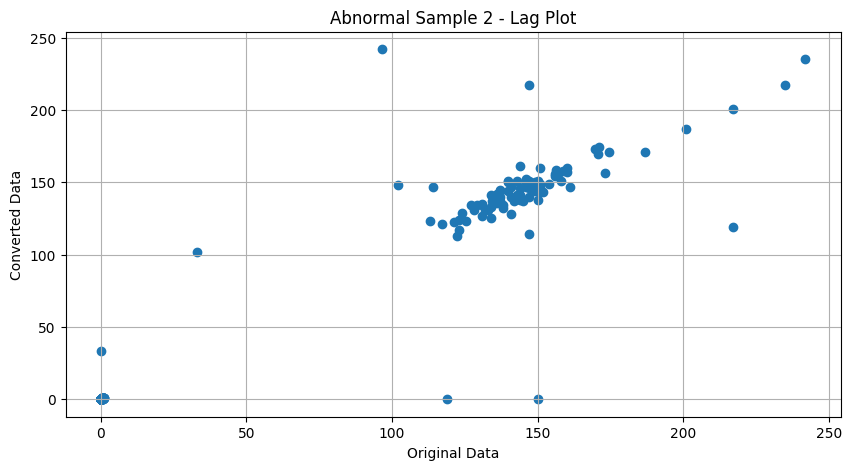 Abnormal Sample 2 - Lag Plot
250
200
150
100
50
0
Converted Data
0 50 100 150 200 250
Original Data